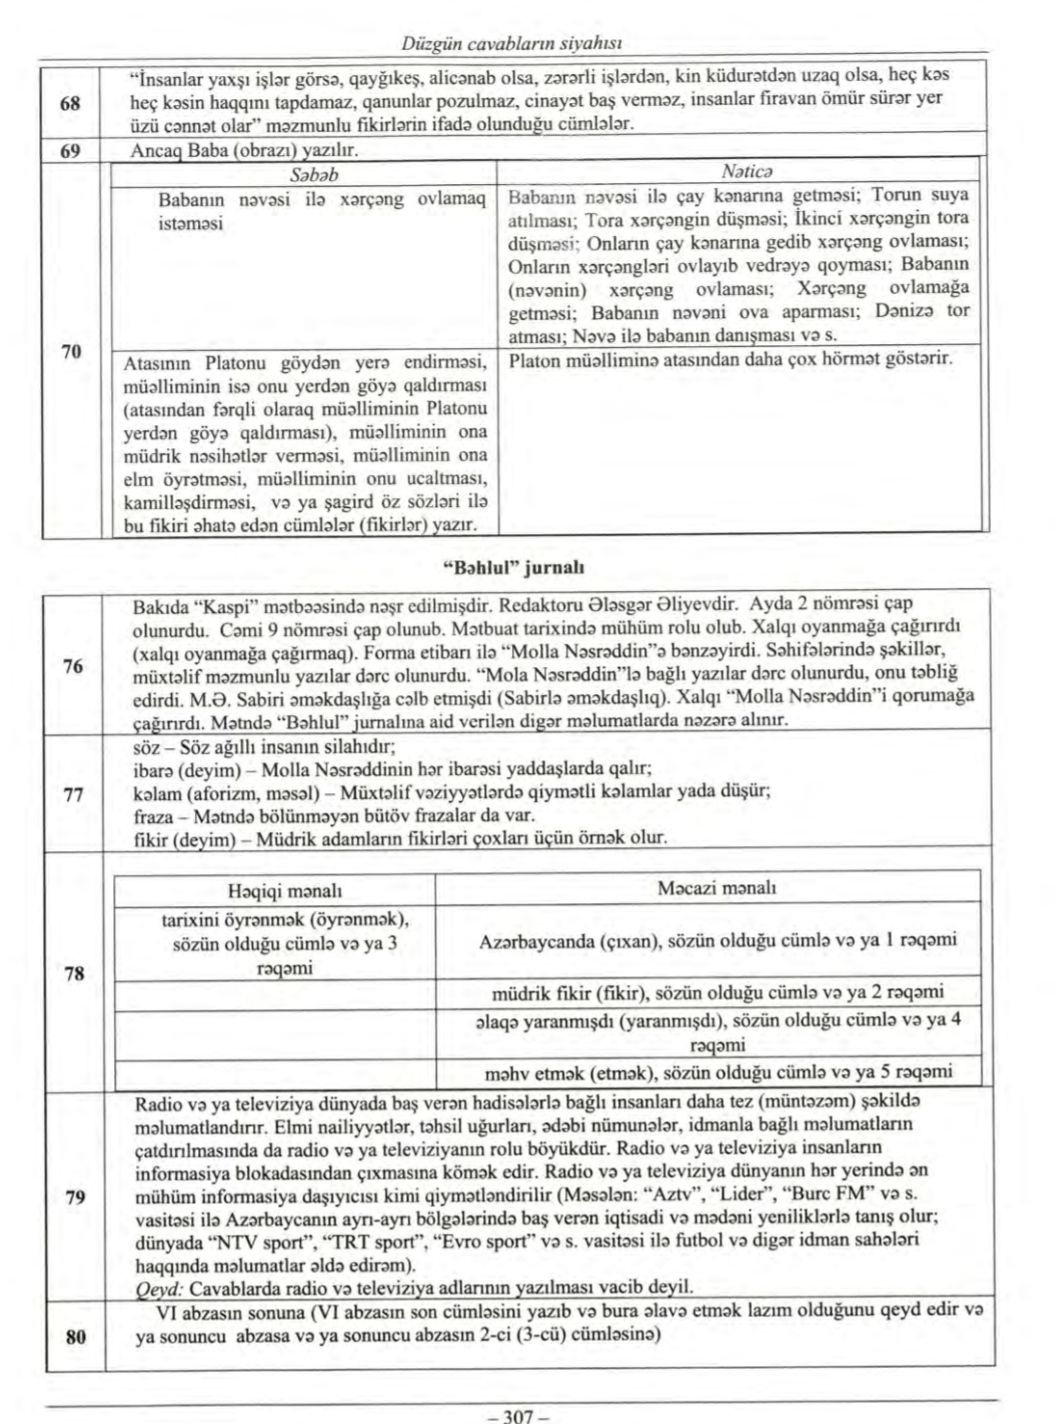 Düzgün cavabların siyahısı
68
“İnsanlar yaxşı işlər görsə, qayğıkeş, alicənab olsa, zərərli işlərdən, kin küdurətdən uzaq olsa, heç kəs
heç kəsin haqqını tapdamaz, qanunlar pozulmaz, cinayət baş verməz, insanlar firavan ömür sürər yer
üzü cənnət olar” məzmunlu fikirlərin ifadə olunduğu cümlələr.
69
Ancaq Baba (obrazı) yazılır.
70
Səbəb
Nəticə
Babanın nəvəsi ilə xərçəng ovlamaq
istəməsi
Babanın nəvəsi ilə çay kənarına getməsi; Torun suya
atılması; Tora xərçəngin düşməsi; İkinci xərçəngin tora
düşməsi; Onların çay kənarına gedib xərçəng ovlaması;
Onların xərçəngləri ovlayıb vedrəyə qoyması; Babanın
(nəvənin) xərçəng ovlaması; Xərçəng ovlamağa
getməsi; Babanın nəvəni ova aparması; Dənizə tor
atması; Nəvə ilə babanın danışması və s.
Atasının Platonu göydən yerə endirməsi,
müəlliminin isə onu yerdən göyə qaldırması
(atasından fərqli olaraq müəlliminin Platonu
yerdən göyə qaldırması), müəlliminin ona
müdrik nəsihətlər verməsi, müəlliminin ona
elm öyrətməsi, müəlliminin onu ucaltması,
kamilləşdirməsi, və ya şagird öz sözləri ilə
bu fikiri əhatə edən cümlələr (fikirlər) yazır.
Platon müəlliminə atasından daha çox hörmət göstərir.
“Bəhlul” jurnalı
76
Bakıda “Kaspi” mətbəəsində nəşr edilmişdir. Redaktoru Ələsgər Əliyevdir. Ayda 2 nömrəsi çap
olunurdu. Cəmi 9 nömrəsi çap olunub. Mətbuat tarixində mühüm rolu olub. Xalqı oyanmağa çağırırdı
(xalqı oyanmağa çağırmaq). Forma etibarı ilə “Molla Nəsrəddin”ə bənzəyirdi. Səhifələrində şəkillər,
müxtəlif məzmunlu yazılar dərc olunurdu. “Mola Nəsrəddin”lə bağlı yazılar dərc olunurdu, onu təbliğ
edirdi. M.Ə. Sabiri əməkdaşlığa cəlb etmişdi (Sabirlə əməkdaşlıq). Xalqı “Molla Nəsrəddin”i qorumağa
çağırırdı. Mətndə “Bəhlul” jurnalına aid verilən digər məlumatlarda nəzərə alınır.
77
söz – Söz ağıllı insanın silahıdır;
ibarə (deyim) – Molla Nəsrəddinin hər ibarəsi yaddaşlarda qalır;
kəlam (aforizm, məsəl) – Müxtəlif vəziyyətlərdə qiymətli kəlamlar yada düşür;
fraza – Mətndə bölünməyən bütöv frazalar da var.
fikir (deyim) – Müdrik adamların fikirləri çoxları üçün örnək olur.
78
Həqiqi mənalı
Məcazi mənalı
tarixini öyrənmək (öyrənmək),
sözün olduğu cümlə və ya 3
rəqəmi
Azərbaycanda (çıxan), sözün olduğu cümlə və ya 1 rəqəmi
müdrik fikir (fikir), sözün olduğu cümlə və ya 2 rəqəmi
əlaqə yaranmışdı (yaranmışdı), sözün olduğu cümlə və ya 4
rəqəmi
məhv etmək (etmək), sözün olduğu cümlə və ya 5 rəqəmi
79
Radio və ya televiziya dünyada baş verən hadisələrlə bağlı insanları daha tez (müntəzəm) şəkildə
məlumatlandırır. Elmi nailiyyətlər, təhsil uğurları, ədəbi nümunələr, idmanla bağlı məlumatların
çatdırılmasında da radio və ya televiziyanın rolu böyükdür. Radio və ya televiziya insanların
informasiya blokadasından çıxmasına kömək edir. Radio və ya televiziya dünyanın hər yerində ən
mühüm informasiya daşıyıcısı kimi qiymətləndirilir (Məsələn: “Aztv”, “Lider”, “Burc FM” və s.
vasitəsi ilə Azərbaycanın ayrı-ayrı bölgələrində baş verən iqtisadi və mədəni yeniliklərlə tanış olur;
dünyada “NTV sport”, “TRT sport”, “Evro sport” və s. vasitəsi ilə futbol və digər idman sahələri
haqqında məlumatlar əldə edirəm).
Qeyd: Cavablarda radio və televiziya adlarının yazılması vacib deyil.
80
VI abzasın sonuna (VI abzasın son cümləsini yazıb və bura əlavə etmək lazım olduğunu qeyd edir və
ya sonuncu abzasa və ya sonuncu abzasın 2-ci (3-cü) cümləsinə)
– 307 –